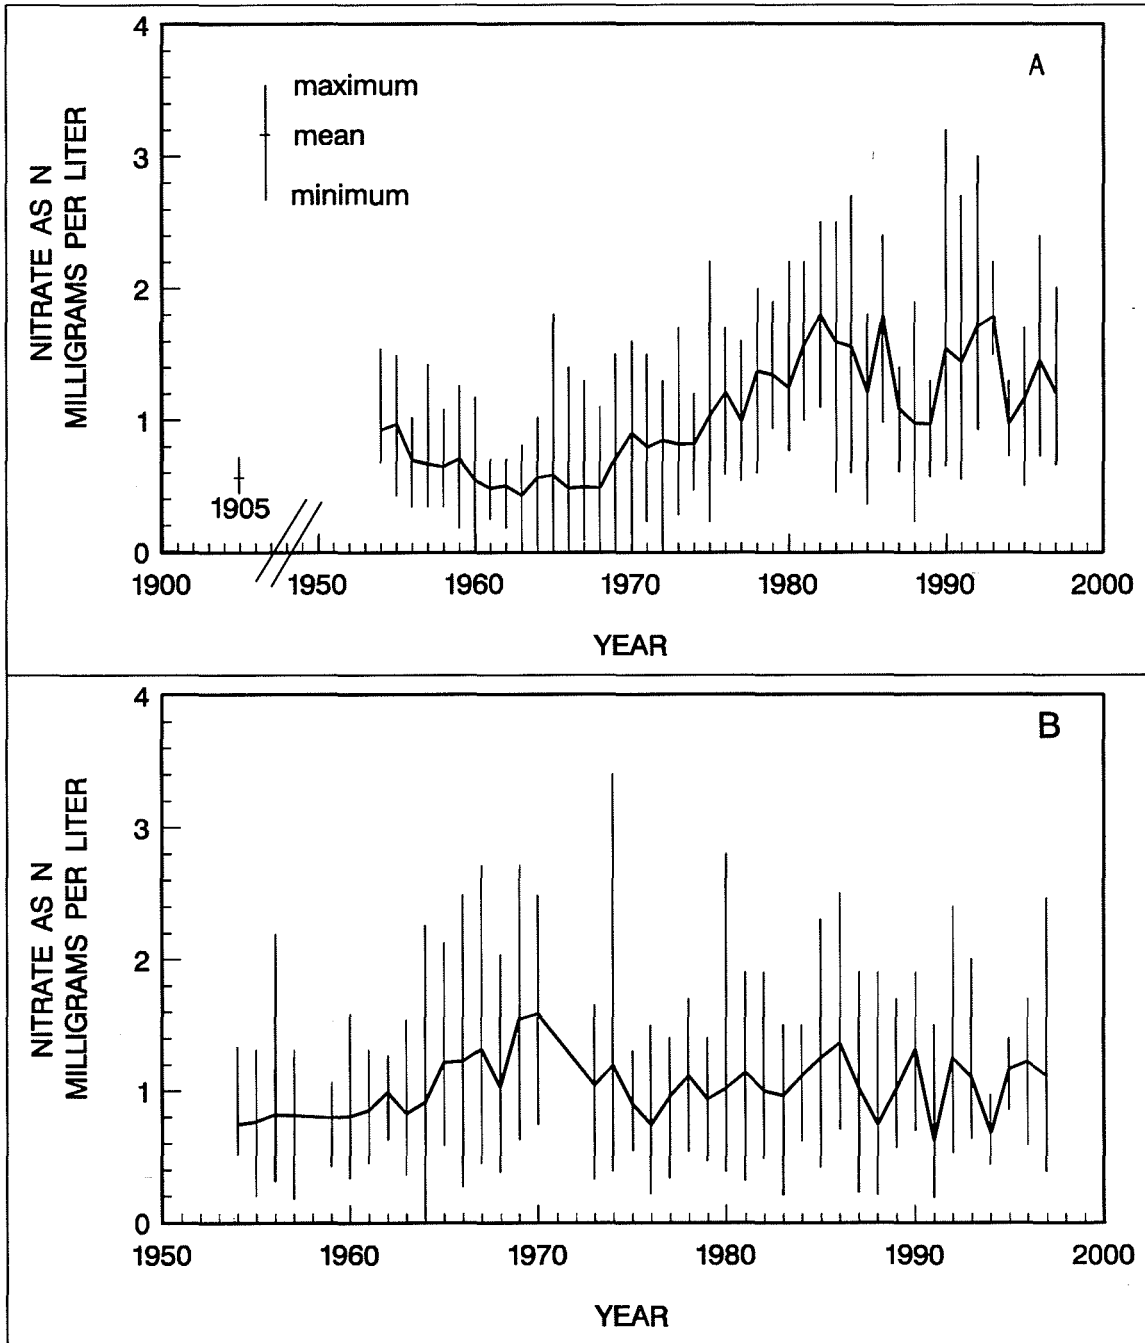 A
maximum
mean
minimum
NITRATE AS N
MILLIGRAMS PER LITER
4
3
2
1
0
1905
1900 1950 1960 1970 1980 1990 2000
YEAR
B
NITRATE AS N
MILLIGRAMS PER LITER
4
3
2
1
0
1950 1960 1970 1980 1990 2000
YEAR